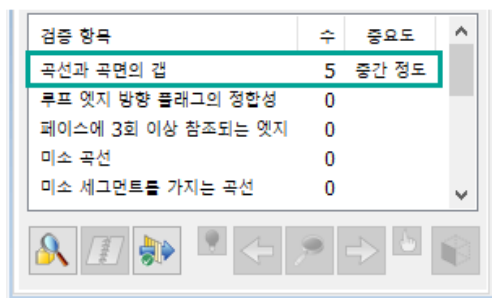 검증 항목 수 중요도
곡선과 곡면의 갭 5 중간 정도
루프 엣지 방향 플래그의 정합성 0
페이스에 3회 이상 참조되는 엣지 0
미소 곡선 0
미소 세그먼트를 가지는 곡선 0